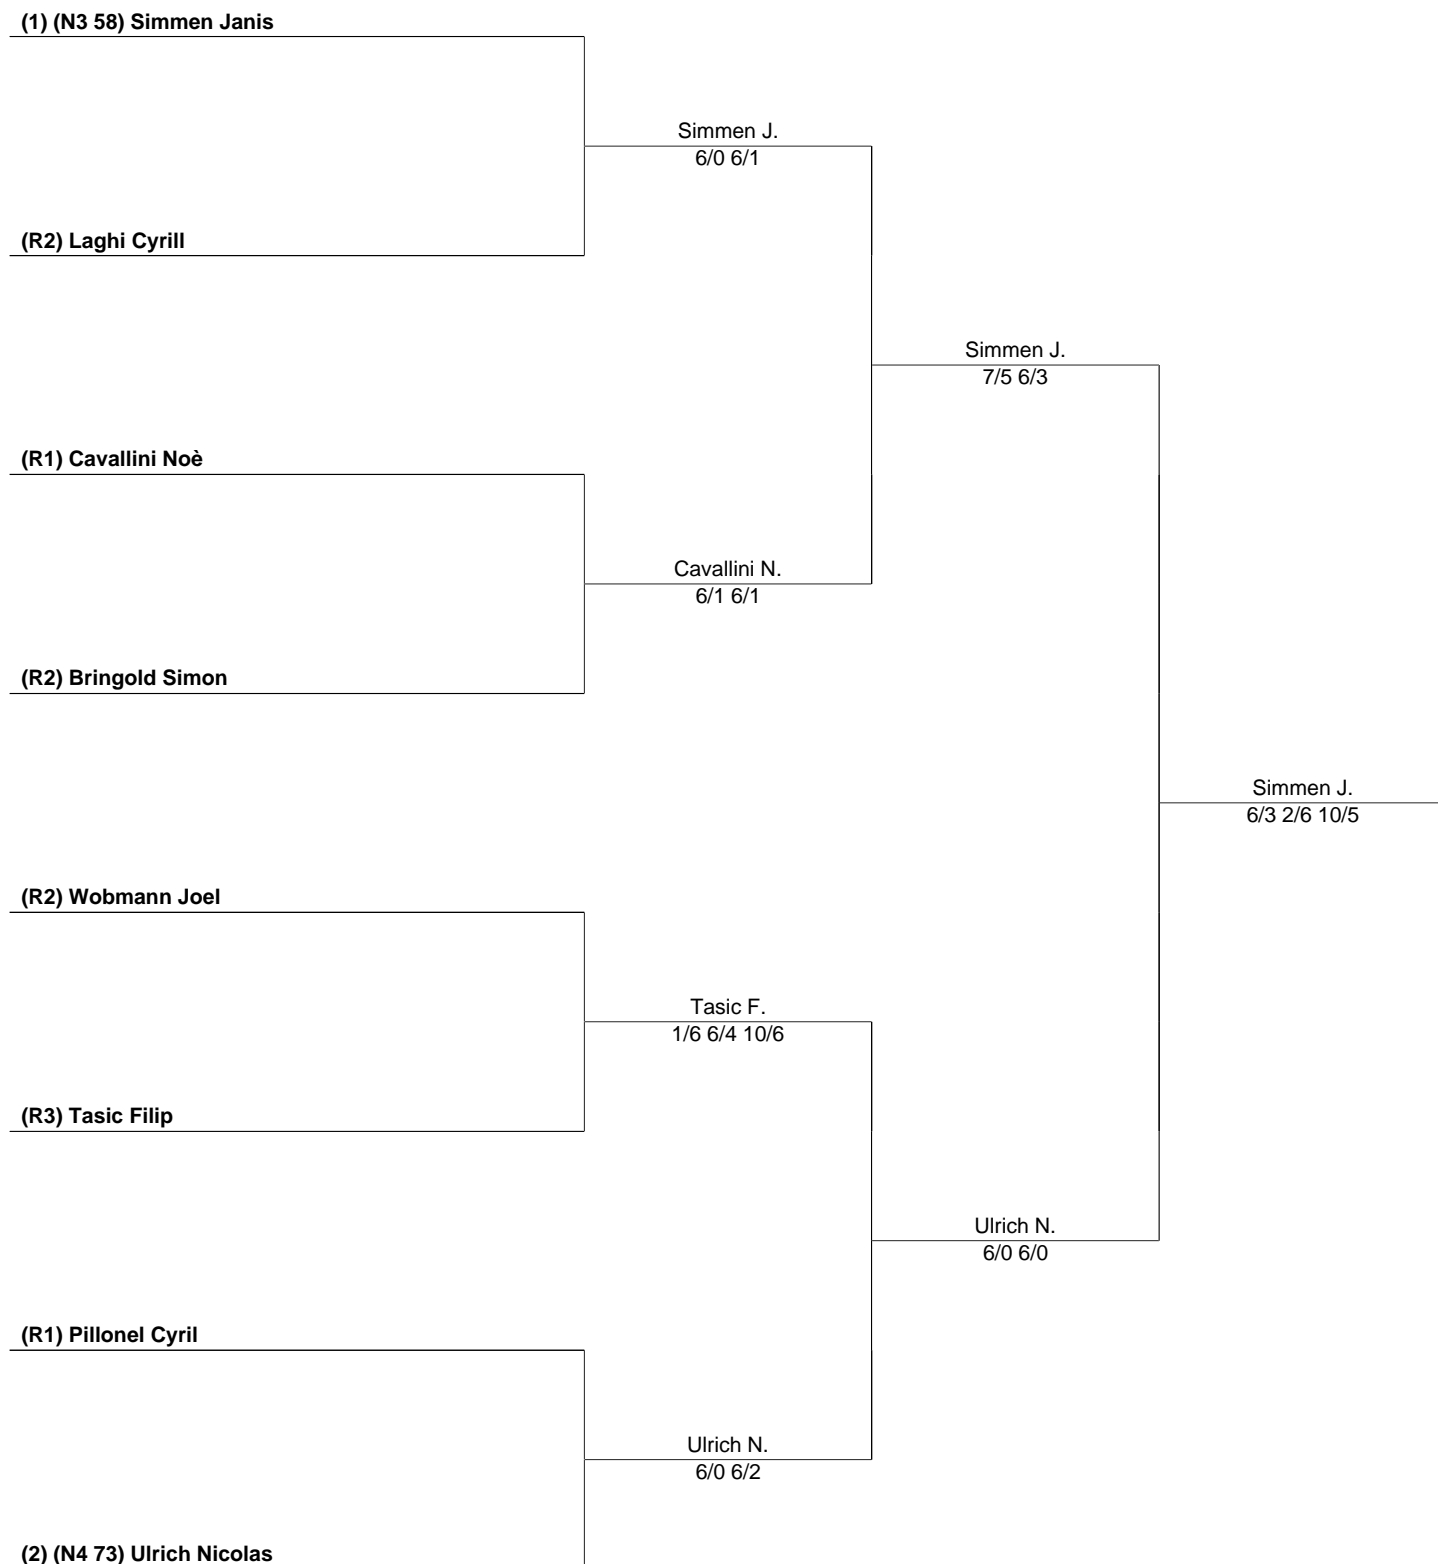 (1) (N3 58) Simmen Janis
Simmen J.
6/0 6/1
(R2) Laghi Cyrill
Simmen J.
7/5 6/3
(R1) Cavallini Noè
Cavallini N.
6/1 6/1
(R2) Bringold Simon
Simmen J.
6/3 2/6 10/5
(R2) Wobmann Joel
Tasic F.
1/6 6/4 10/6
(R3) Tasic Filip
Ulrich N.
6/0 6/0
(R1) Pillonel Cyril
Ulrich N.
6/0 6/2
(2) (N4 73) Ulrich Nicolas